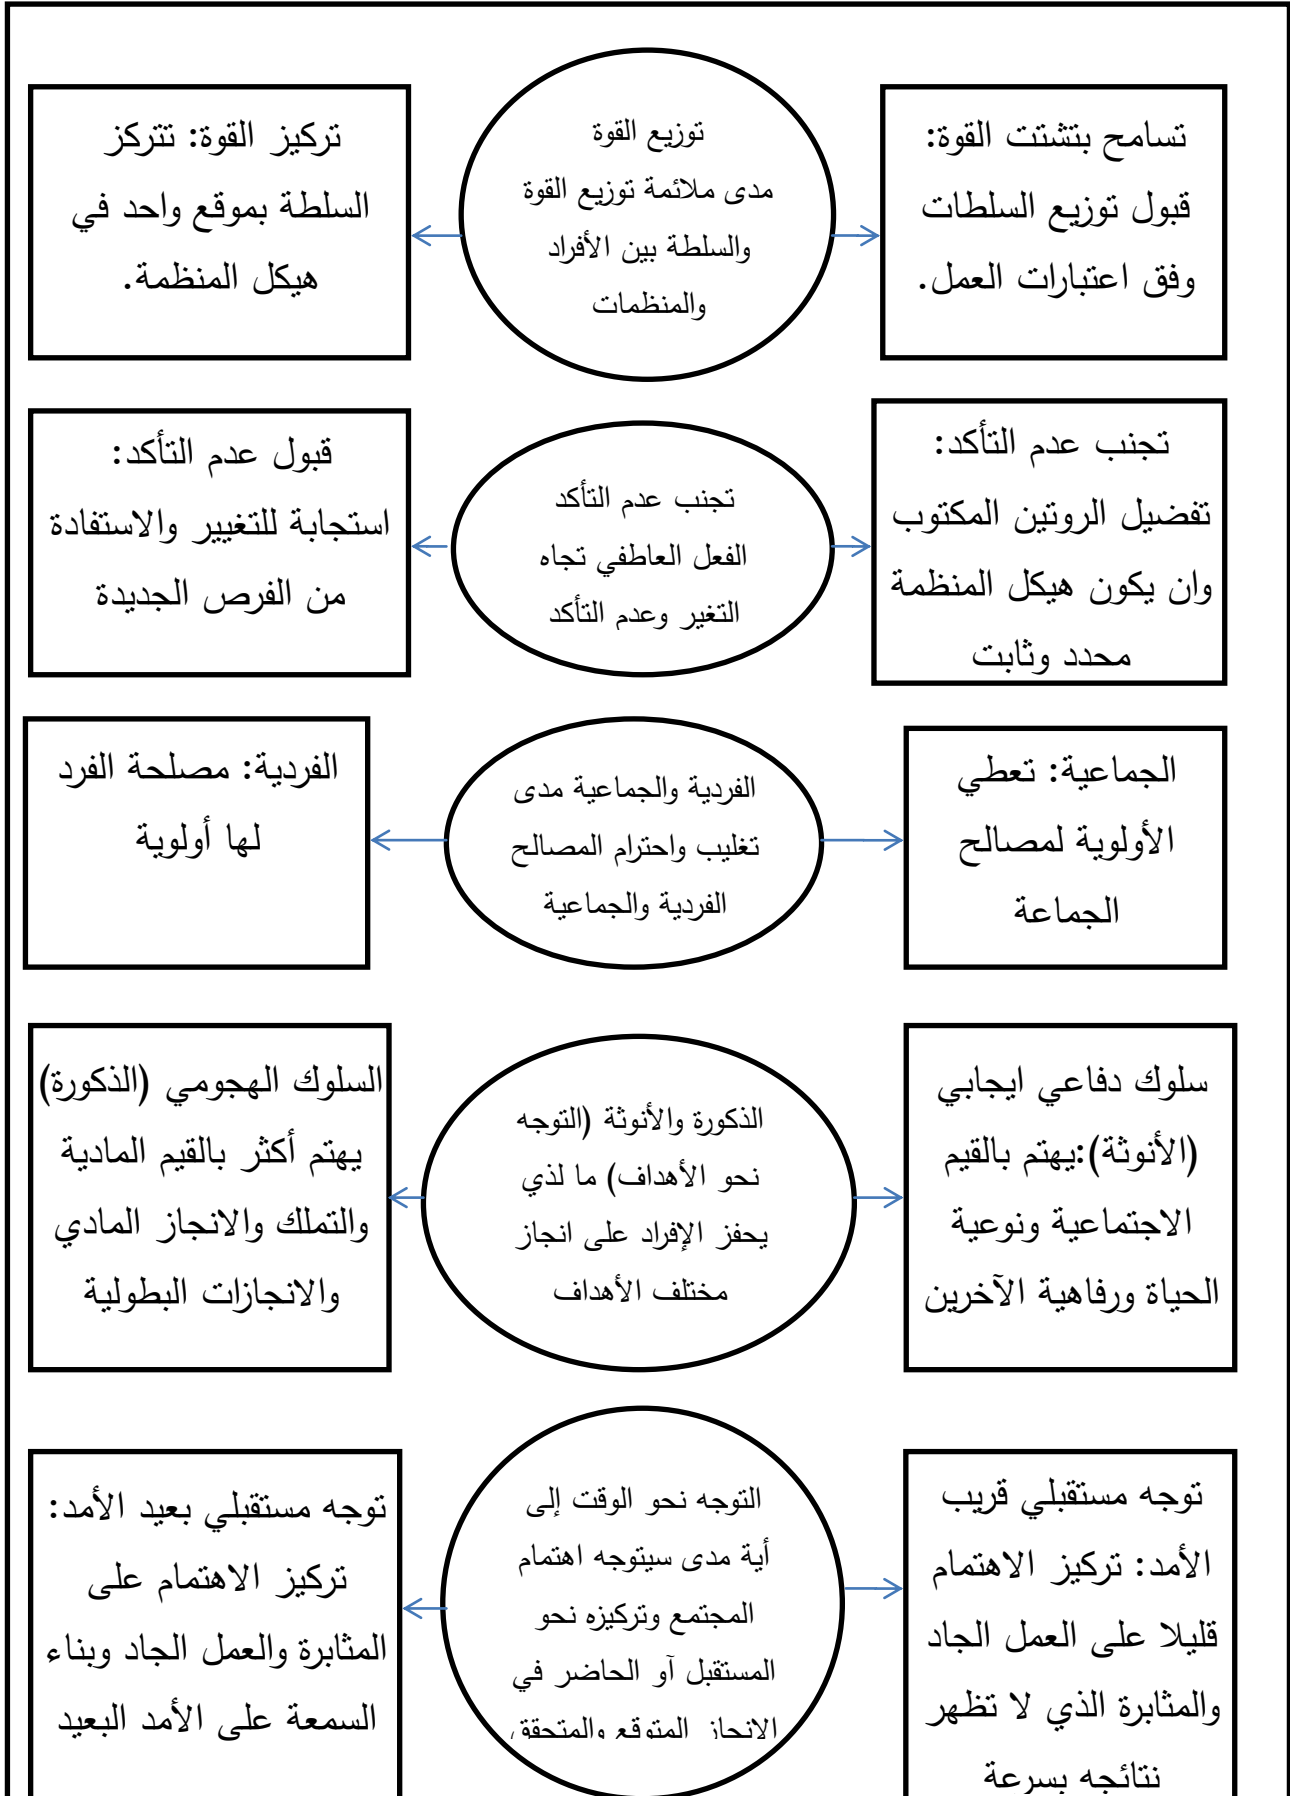 تسامح بتشتت القوة:
قبول توزيع السلطات
وفق اعتبارات العمل.
توزيع القوة
مدى ملائمة توزيع القوة
والسلطة بين الأفراد
والمنظمات
تركيز القوة: تتركز
السلطة بموقع واحد في
هيكل المنظمة.
تجنب عدم التأكد:
تفضيل الروتين المكتوب
وان يكون هيكل المنظمة
محدد وثابت
تجنب عدم التأكد
الفعل العاطفي تجاه
التغير وعدم التأكد
قبول عدم التأكد:
استجابة للتغيير والاستفادة
من الفرص الجديدة
الجماعية: تعطي
الأولوية لمصالح
الجماعة
الفردية والجماعية مدى
تغليب واحترام المصالح
الفردية والجماعية
الفردية: مصلحة الفرد
لها أولوية
سلوك دفاعي ايجابي
(الأنوثة):يهتم بالقيم
الاجتماعية ونوعية
الحياة ورفاهية الآخرين
الذكورة والأنوثة (التوجه
نحو الأهداف) ما لذي
يحفز الإفراد على انجاز
مختلف الأهداف
السلوك الهجومي (الذكورة)
يهتم أكثر بالقيم المادية
والتملك والانجاز المادي
والانجازات البطولية
توجه مستقبلي قريب
الأمد: تركيز الاهتمام
قليلا على العمل الجاد
والمثابرة الذي لا تظهر
نتائجه بسرعة
التوجه نحو الوقت إلى
أية مدى سيتوجه اهتمام
المجتمع وتركيزه نحو
المستقبل آو الحاضر في
الانجاز المتوقع والمتحقق
توجه مستقبلي بعيد الأمد:
تركيز الاهتمام على
المثابرة والعمل الجاد وبناء
السمعة على الأمد البعيد